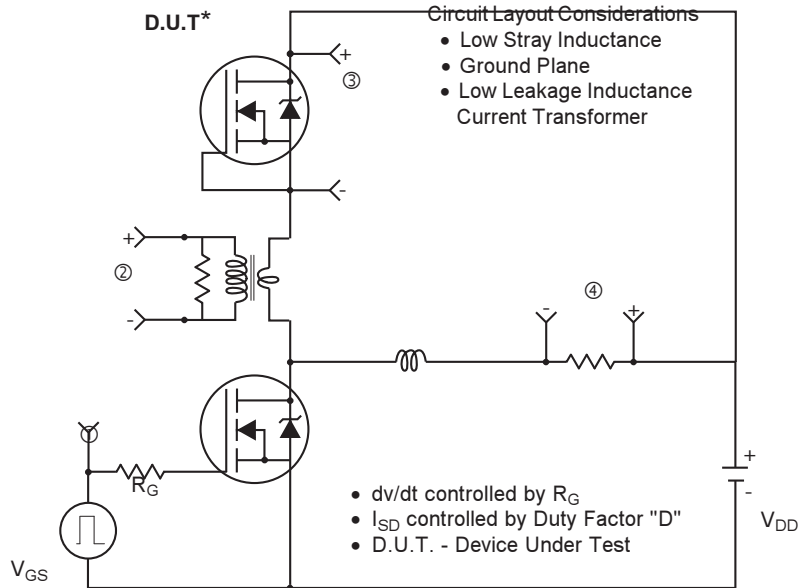 D.U.T*
Circuit Layout Considerations
• Low Stray Inductance
• Ground Plane
• Low Leakage Inductance
Current Transformer
+
③
-
+
②
-
④
-
+
①
R_G
V_GS
• dv/dt controlled by R_G
• I_SD controlled by Duty Factor "D"
• D.U.T. - Device Under Test
+
-
V_DD